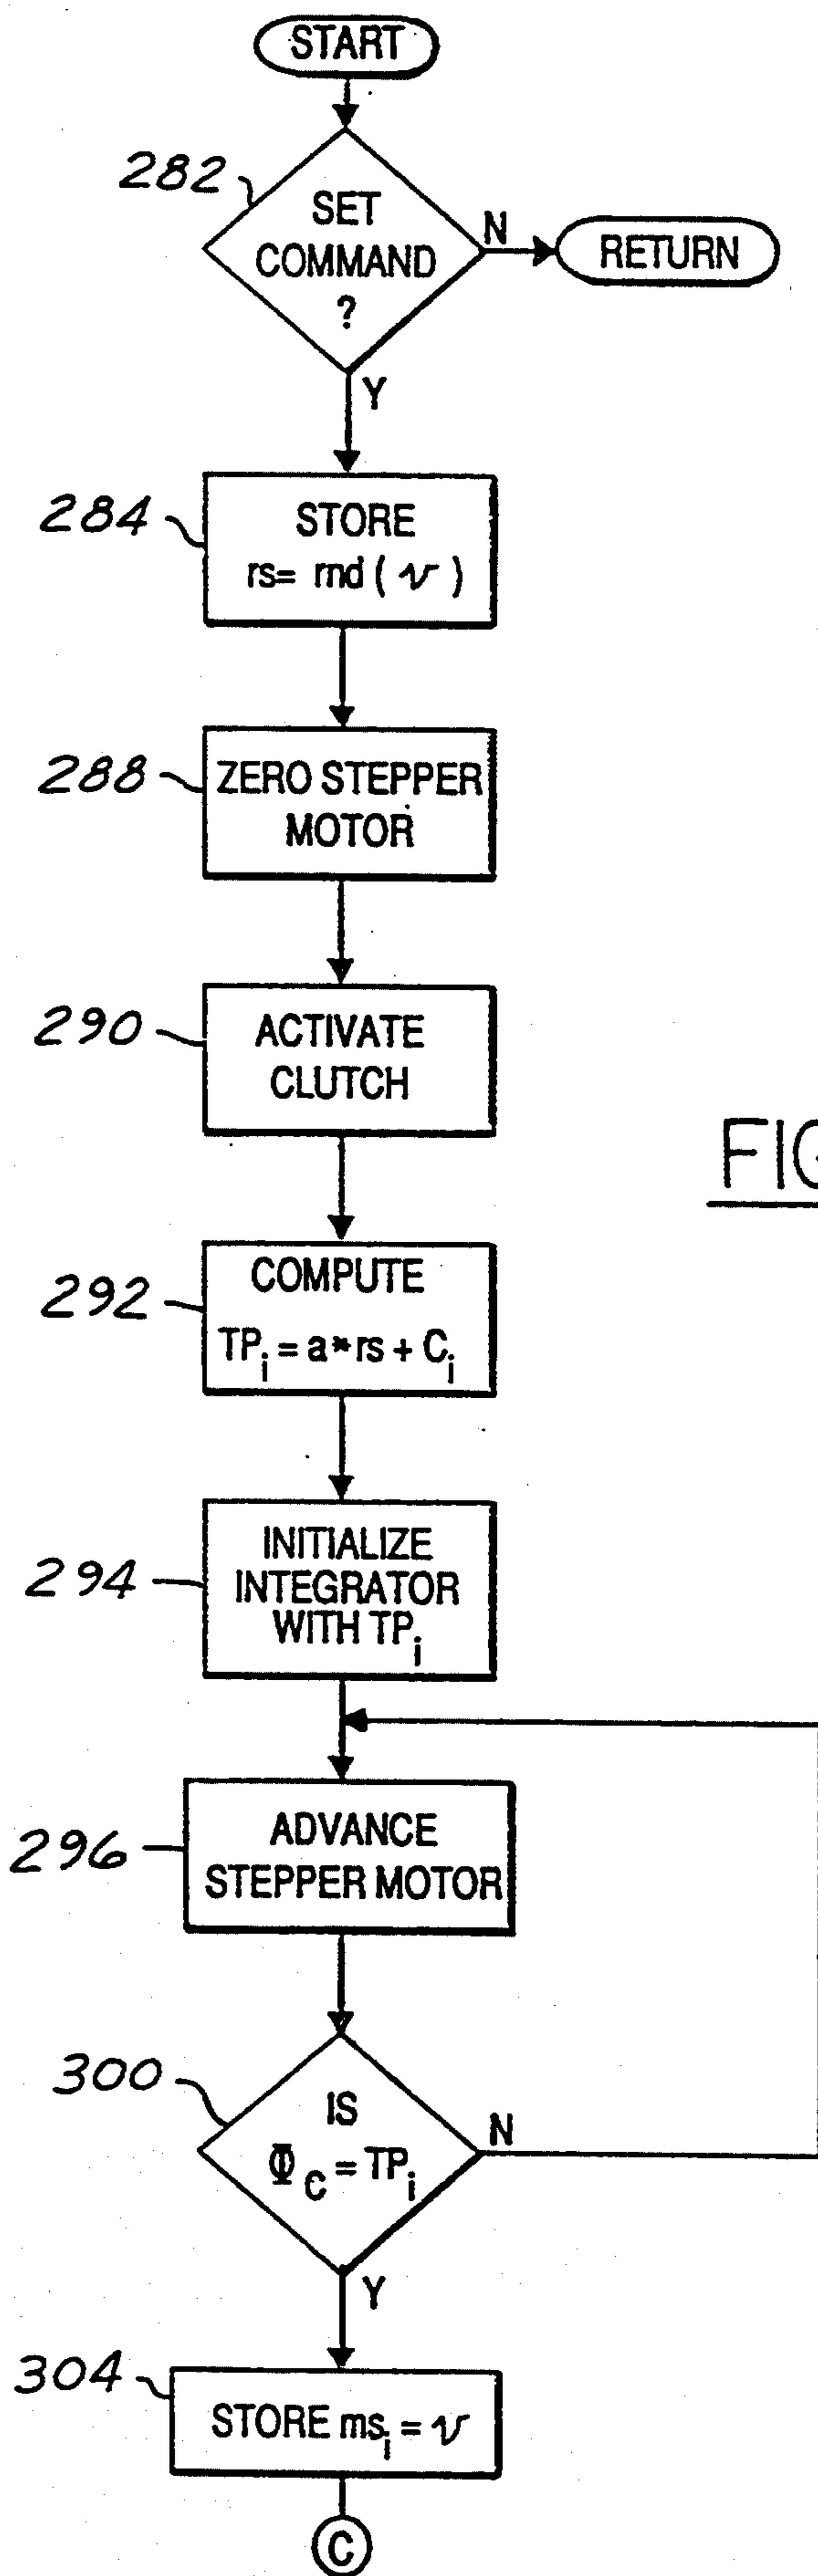 START
282
SET
COMMAND
?
N
RETURN
Y
284
STORE
rs= rnd ( v )
288
ZERO STEPPER
MOTOR
290
ACTIVATE
CLUTCH
FIG
292
COMPUTE
TPi = a*rs + Ci
294
INITIALIZE
INTEGRATOR
WITH TPi
296
ADVANCE
STEPPER MOTOR
300
IS
ΦC = TPi
N
Y
304
STORE msi = v
C